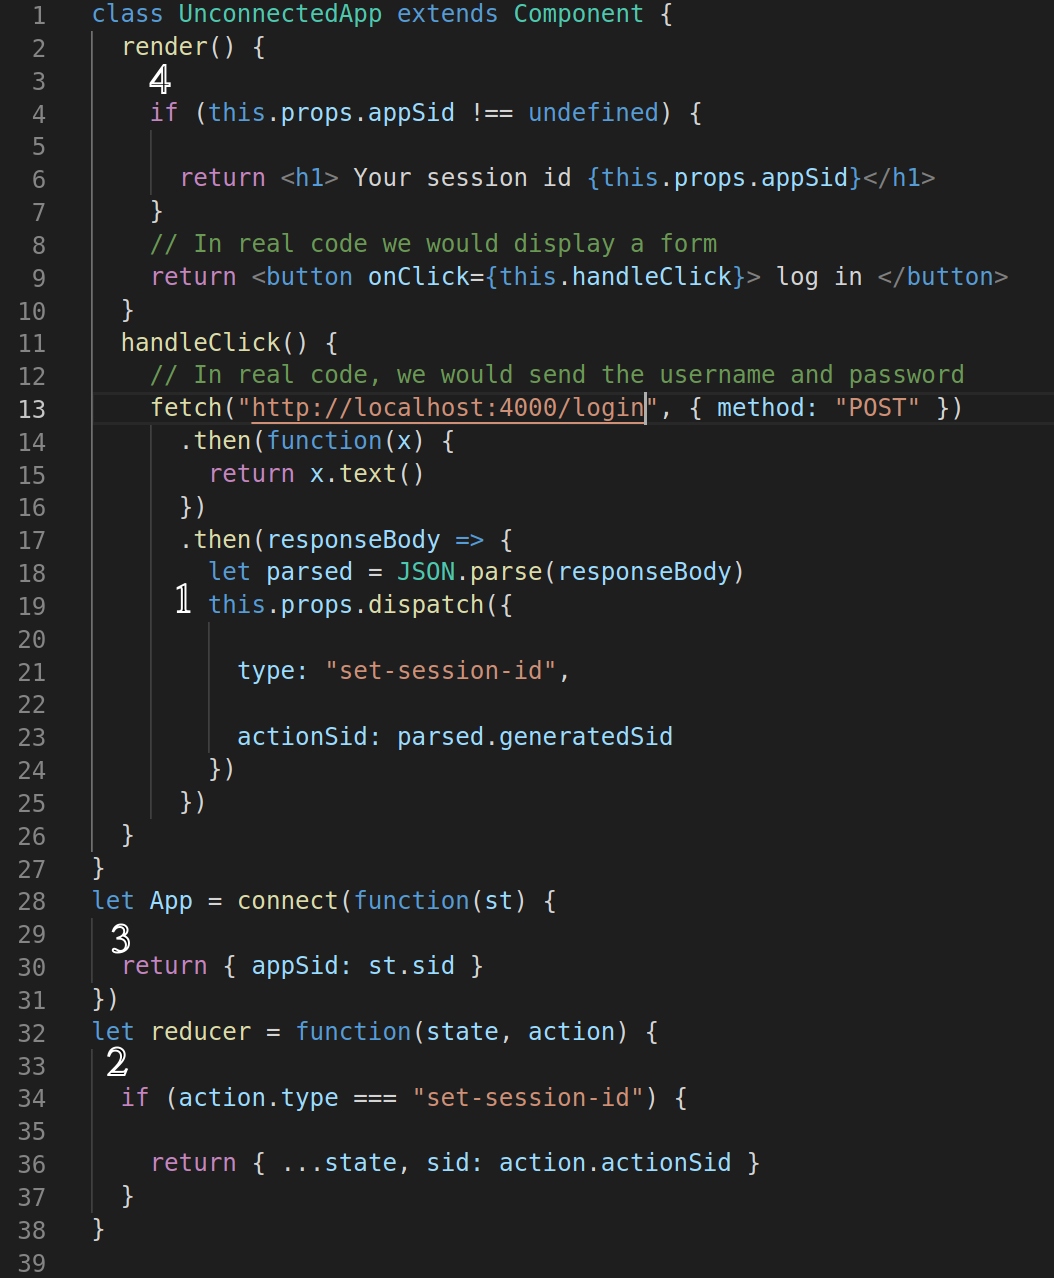 1 class UnconnectedApp extends Component {
2 render() {
3 4
4 if (this.props.appSid !== undefined) {
5
6 return <h1> Your session id {this.props.appSid}</h1>
7 }
8 // In real code we would display a form
9 return <button onClick={this.handleClick}> log in </button>
10 }
11 handleClick() {
12 // In real code, we would send the username and password
13 fetch("http://localhost:4000/login", { method: "POST" })
14 .then(function(x) {
15 return x.text()
16 })
17 .then(responseBody => {
18 let parsed = JSON.parse(responseBody)
19 1 this.props.dispatch({
20
21 type: "set-session-id",
22
23 actionSid: parsed.generatedSid
24 })
25 })
26 }
27 }
28 let App = connect(function(st) {
29 3
30 return { appSid: st.sid }
31 })
32 let reducer = function(state, action) {
33 2
34 if (action.type === "set-session-id") {
35
36 return { ...state, sid: action.actionSid }
37 }
38 }
39